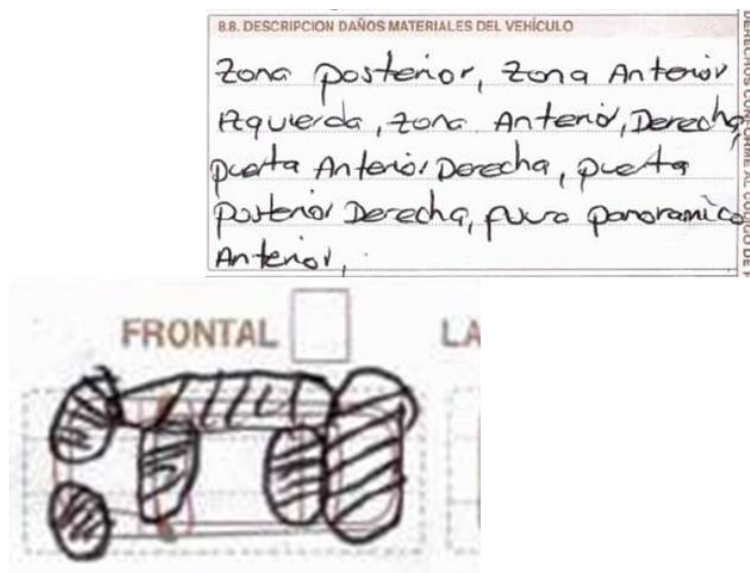 8.8. DESCRIPCION DAÑOS MATERIALES DEL VEHÍCULO
Zona posterior, Zona Anterior
Izquierda, zona Anterior, Derecha,
puerta Anterior Derecha, puerta
Posterior Derecha, panoramico
Anterior,
FRONTAL
LA